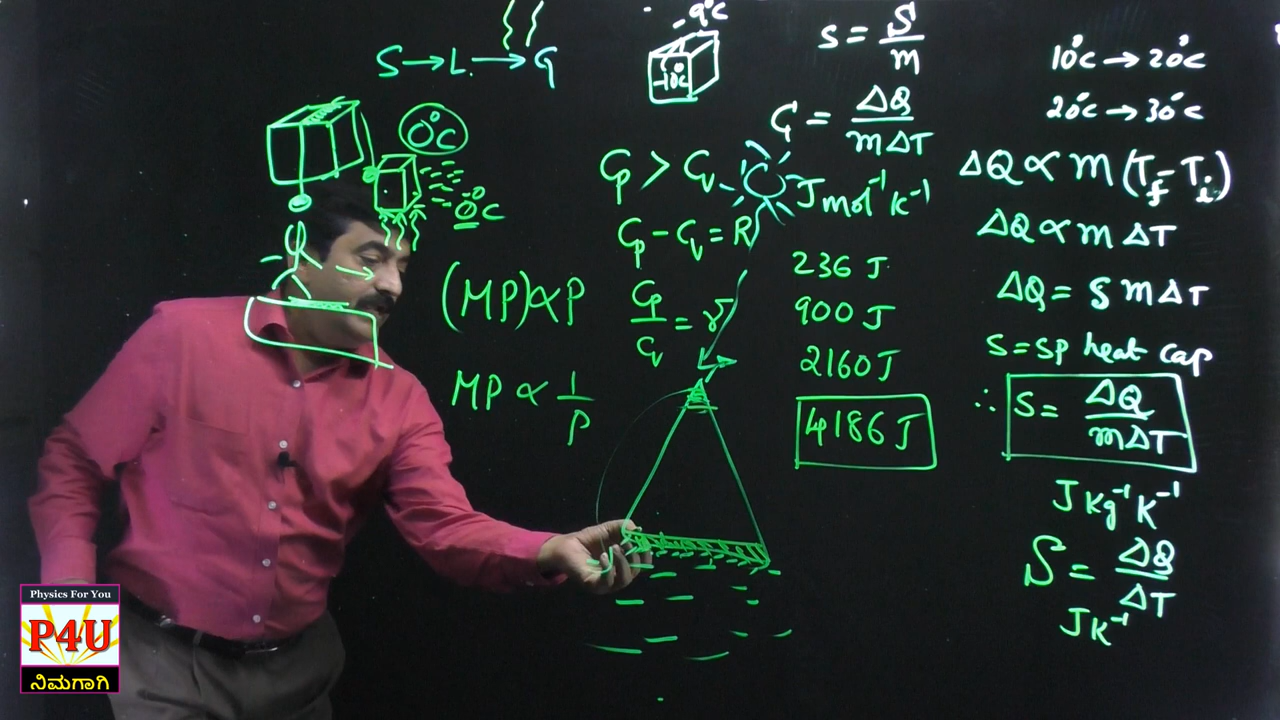 S→L→G
0°C
0°C
(MP)∝P
MP ∝ 1/P
-9°C
-10°C
Cp > Cv
Cp - Cv = R
Cp/Cv = γ
s = S/m
C = ΔQ/mΔT
J mol⁻¹ K⁻¹
236 J
900 J
2160 J
4186 J
10°C → 20°C
20°C → 30°C
ΔQ ∝ m (Tf - Ti)
ΔQ ∝ m ΔT
ΔQ = S m ΔT
S = Sp heat cap
∴ S = ΔQ/mΔT
J Kg⁻¹ K⁻¹
S = ΔQ/ΔT
J K⁻¹
Physics For You
P4U
ನಿಮಗಾಗಿ